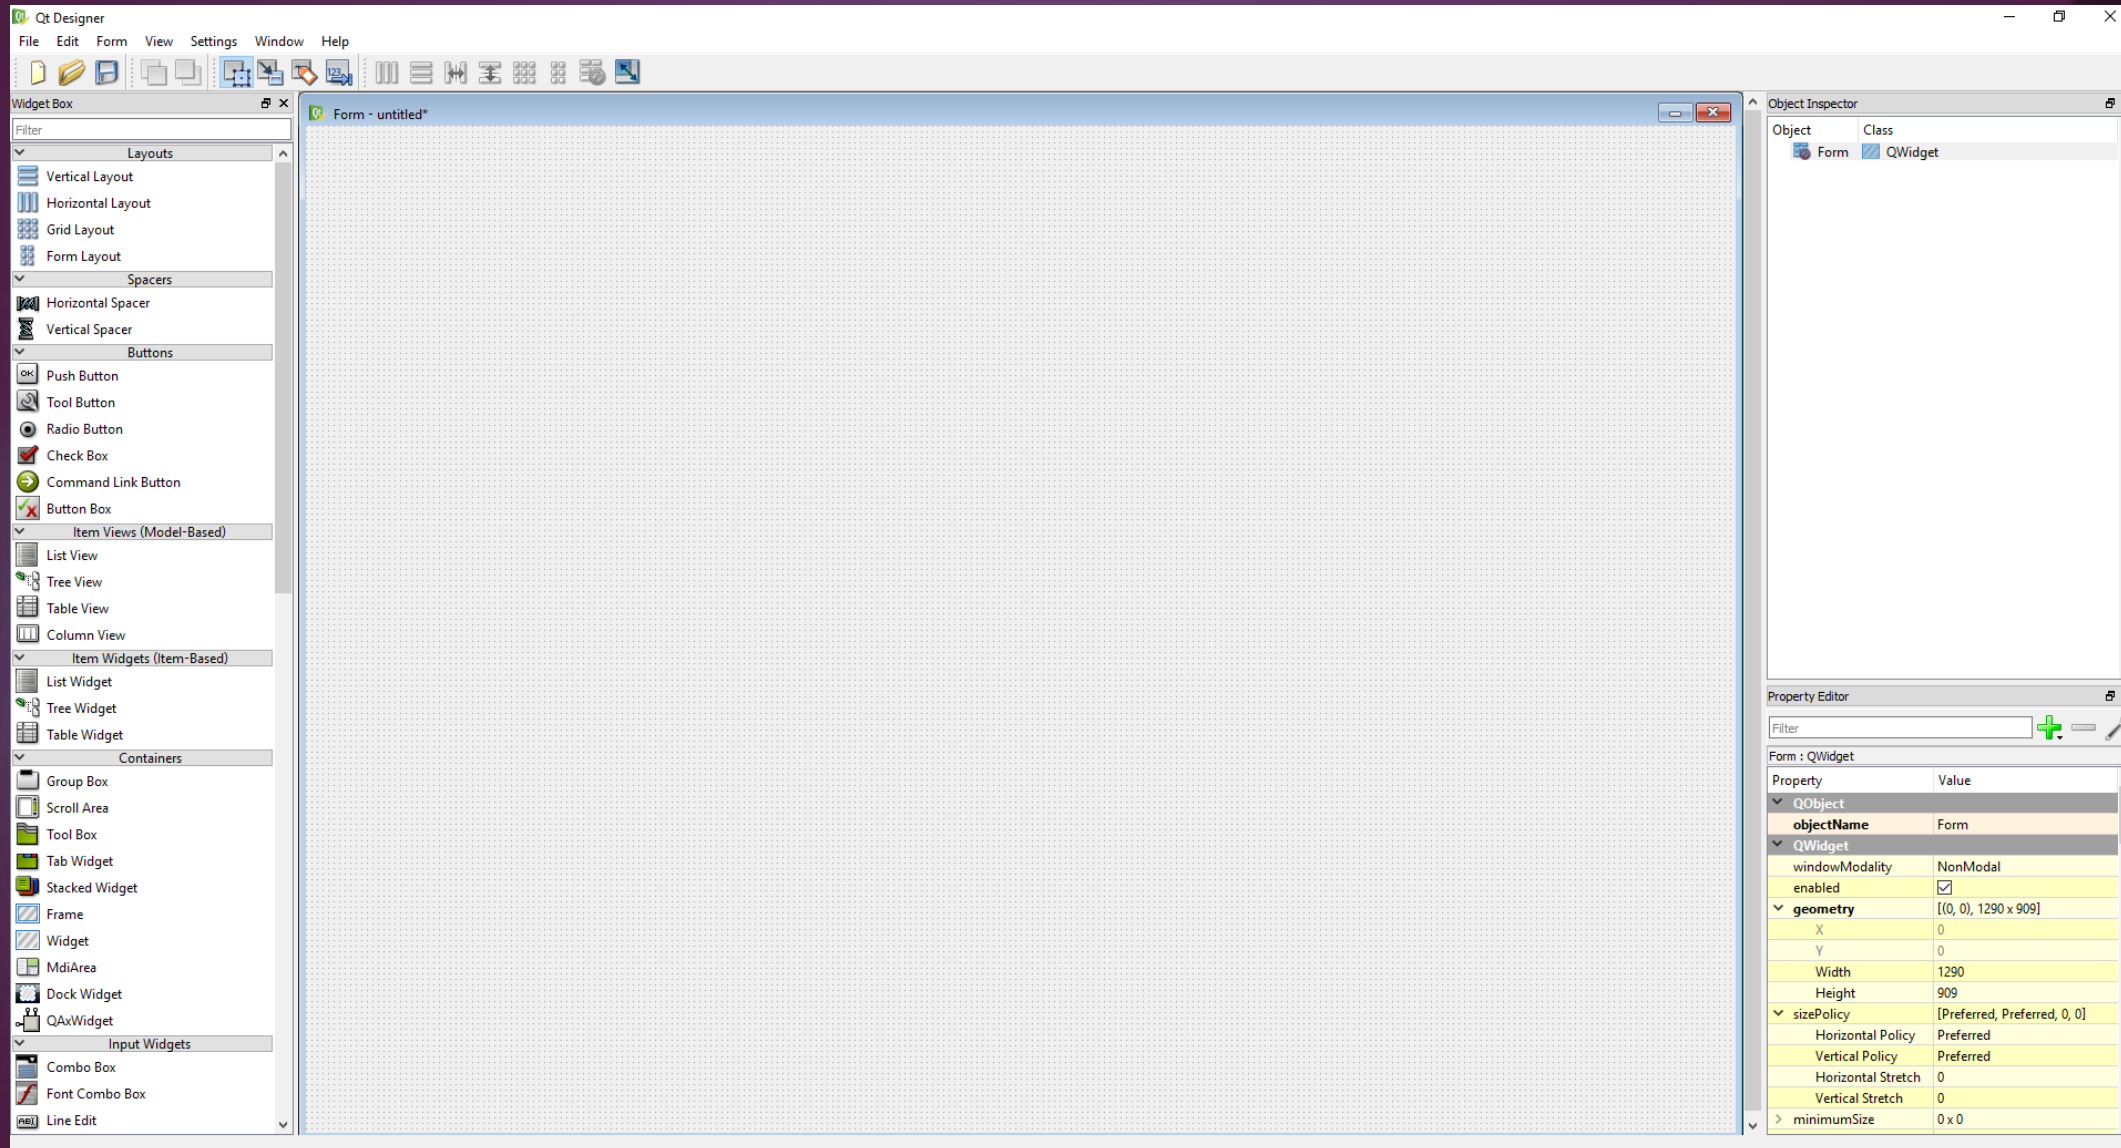 Qt Designer
File Edit Form View Settings Window Help
Widget Box
Filter
Layouts
Vertical Layout
Horizontal Layout
Grid Layout
Form Layout
Spacers
Horizontal Spacer
Vertical Spacer
Buttons
Push Button
Tool Button
Radio Button
Check Box
Command Link Button
Button Box
Item Views (Model-Based)
List View
Tree View
Table View
Column View
Item Widgets (Item-Based)
List Widget
Tree Widget
Table Widget
Containers
Group Box
Scroll Area
Tool Box
Tab Widget
Stacked Widget
Frame
Widget
MdiArea
Dock Widget
QAxWidget
Input Widgets
Combo Box
Font Combo Box
Line Edit
Form - untitled*
Object Inspector
Object Class
Form QWidget
Property Editor
Filter
Form : QWidget
Property Value
QObject
objectName Form
QWidget
windowModality NonModal
enabled
geometry [(0, 0), 1290 x 909]
X 0
Y 0
Width 1290
Height 909
sizePolicy [Preferred, Preferred, 0, 0]
Horizontal Policy Preferred
Vertical Policy Preferred
Horizontal Stretch 0
Vertical Stretch 0
minimumSize 0 x 0